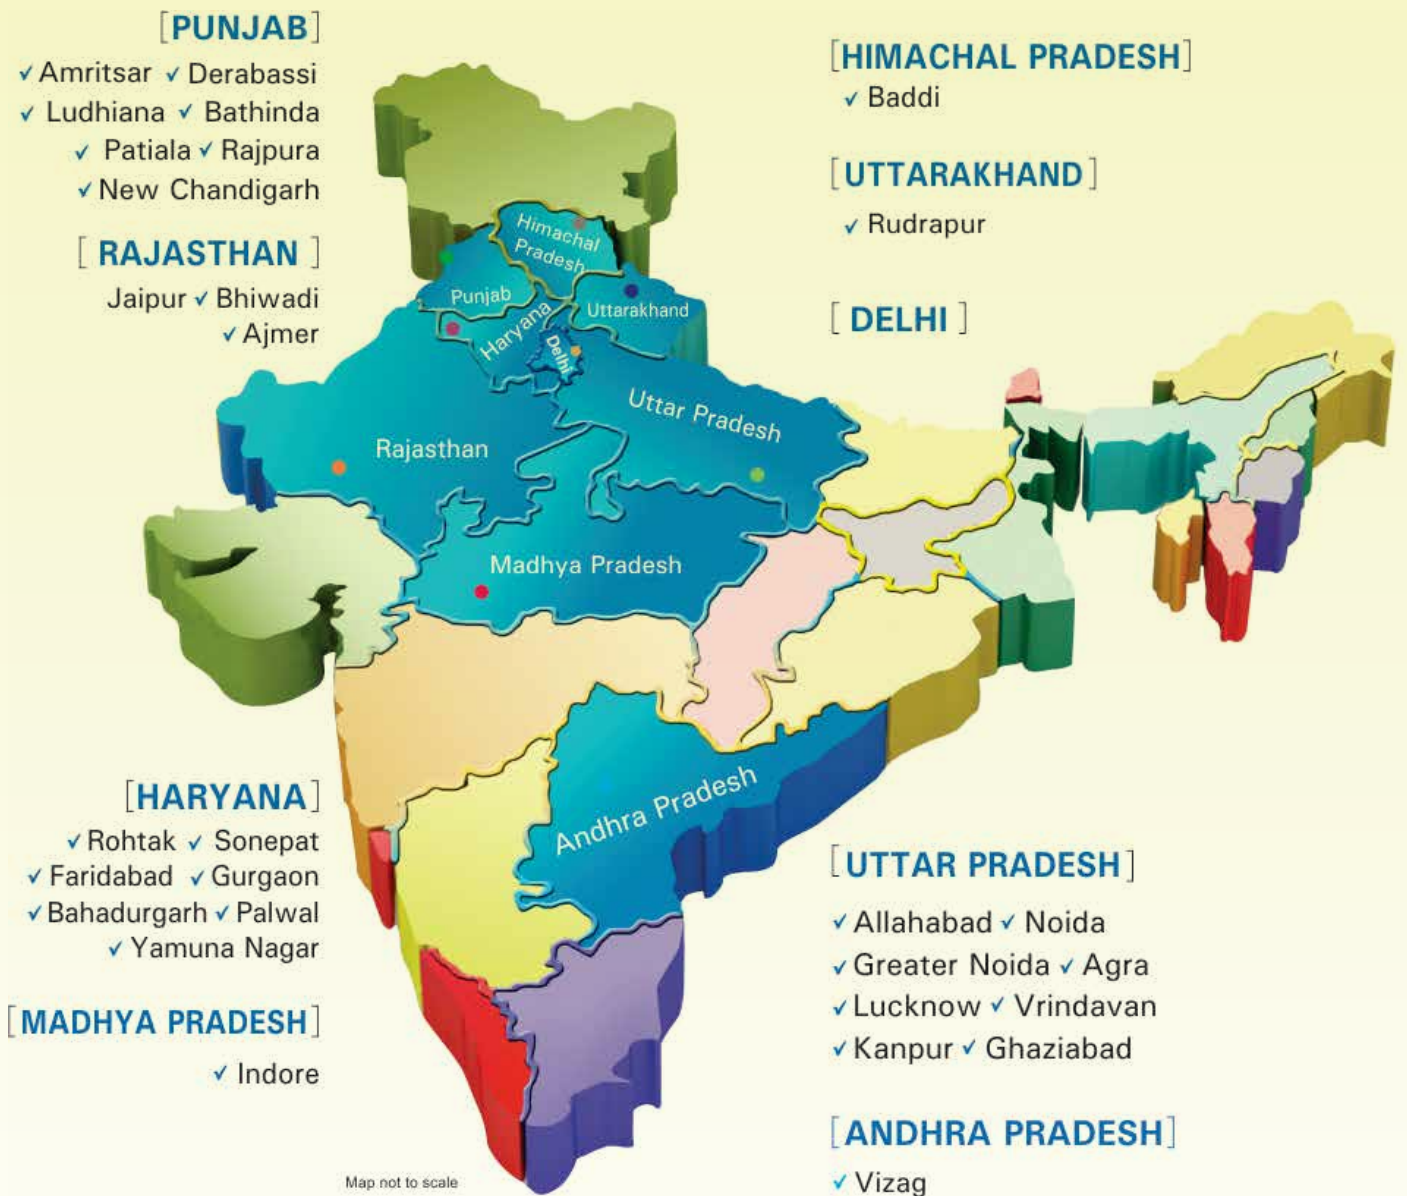 [PUNJAB]
✓ Amritsar ✓ Derabassi
✓ Ludhiana ✓ Bathinda
✓ Patiala ✓ Rajpura
✓ New Chandigarh
[ RAJASTHAN ]
Jaipur ✓ Bhiwadi
✓ Ajmer
[HARYANA]
✓ Rohtak ✓ Sonepat
✓ Faridabad ✓ Gurgaon
✓ Bahadurgarh ✓ Palwal
✓ Yamuna Nagar
[MADHYA PRADESH]
✓ Indore
Himachal
Pradesh
Punjab
Haryana
Uttarakhand
Delhi
Uttar Pradesh
Rajasthan
Madhya Pradesh
Andhra Pradesh
Map not to scale
[HIMACHAL PRADESH]
✓ Baddi
[UTTARAKHAND]
✓ Rudrapur
[ DELHI ]
[UTTAR PRADESH]
✓ Allahabad ✓ Noida
✓ Greater Noida ✓ Agra
✓ Lucknow ✓ Vrindavan
✓ Kanpur ✓ Ghaziabad
[ANDHRA PRADESH]
✓ Vizag